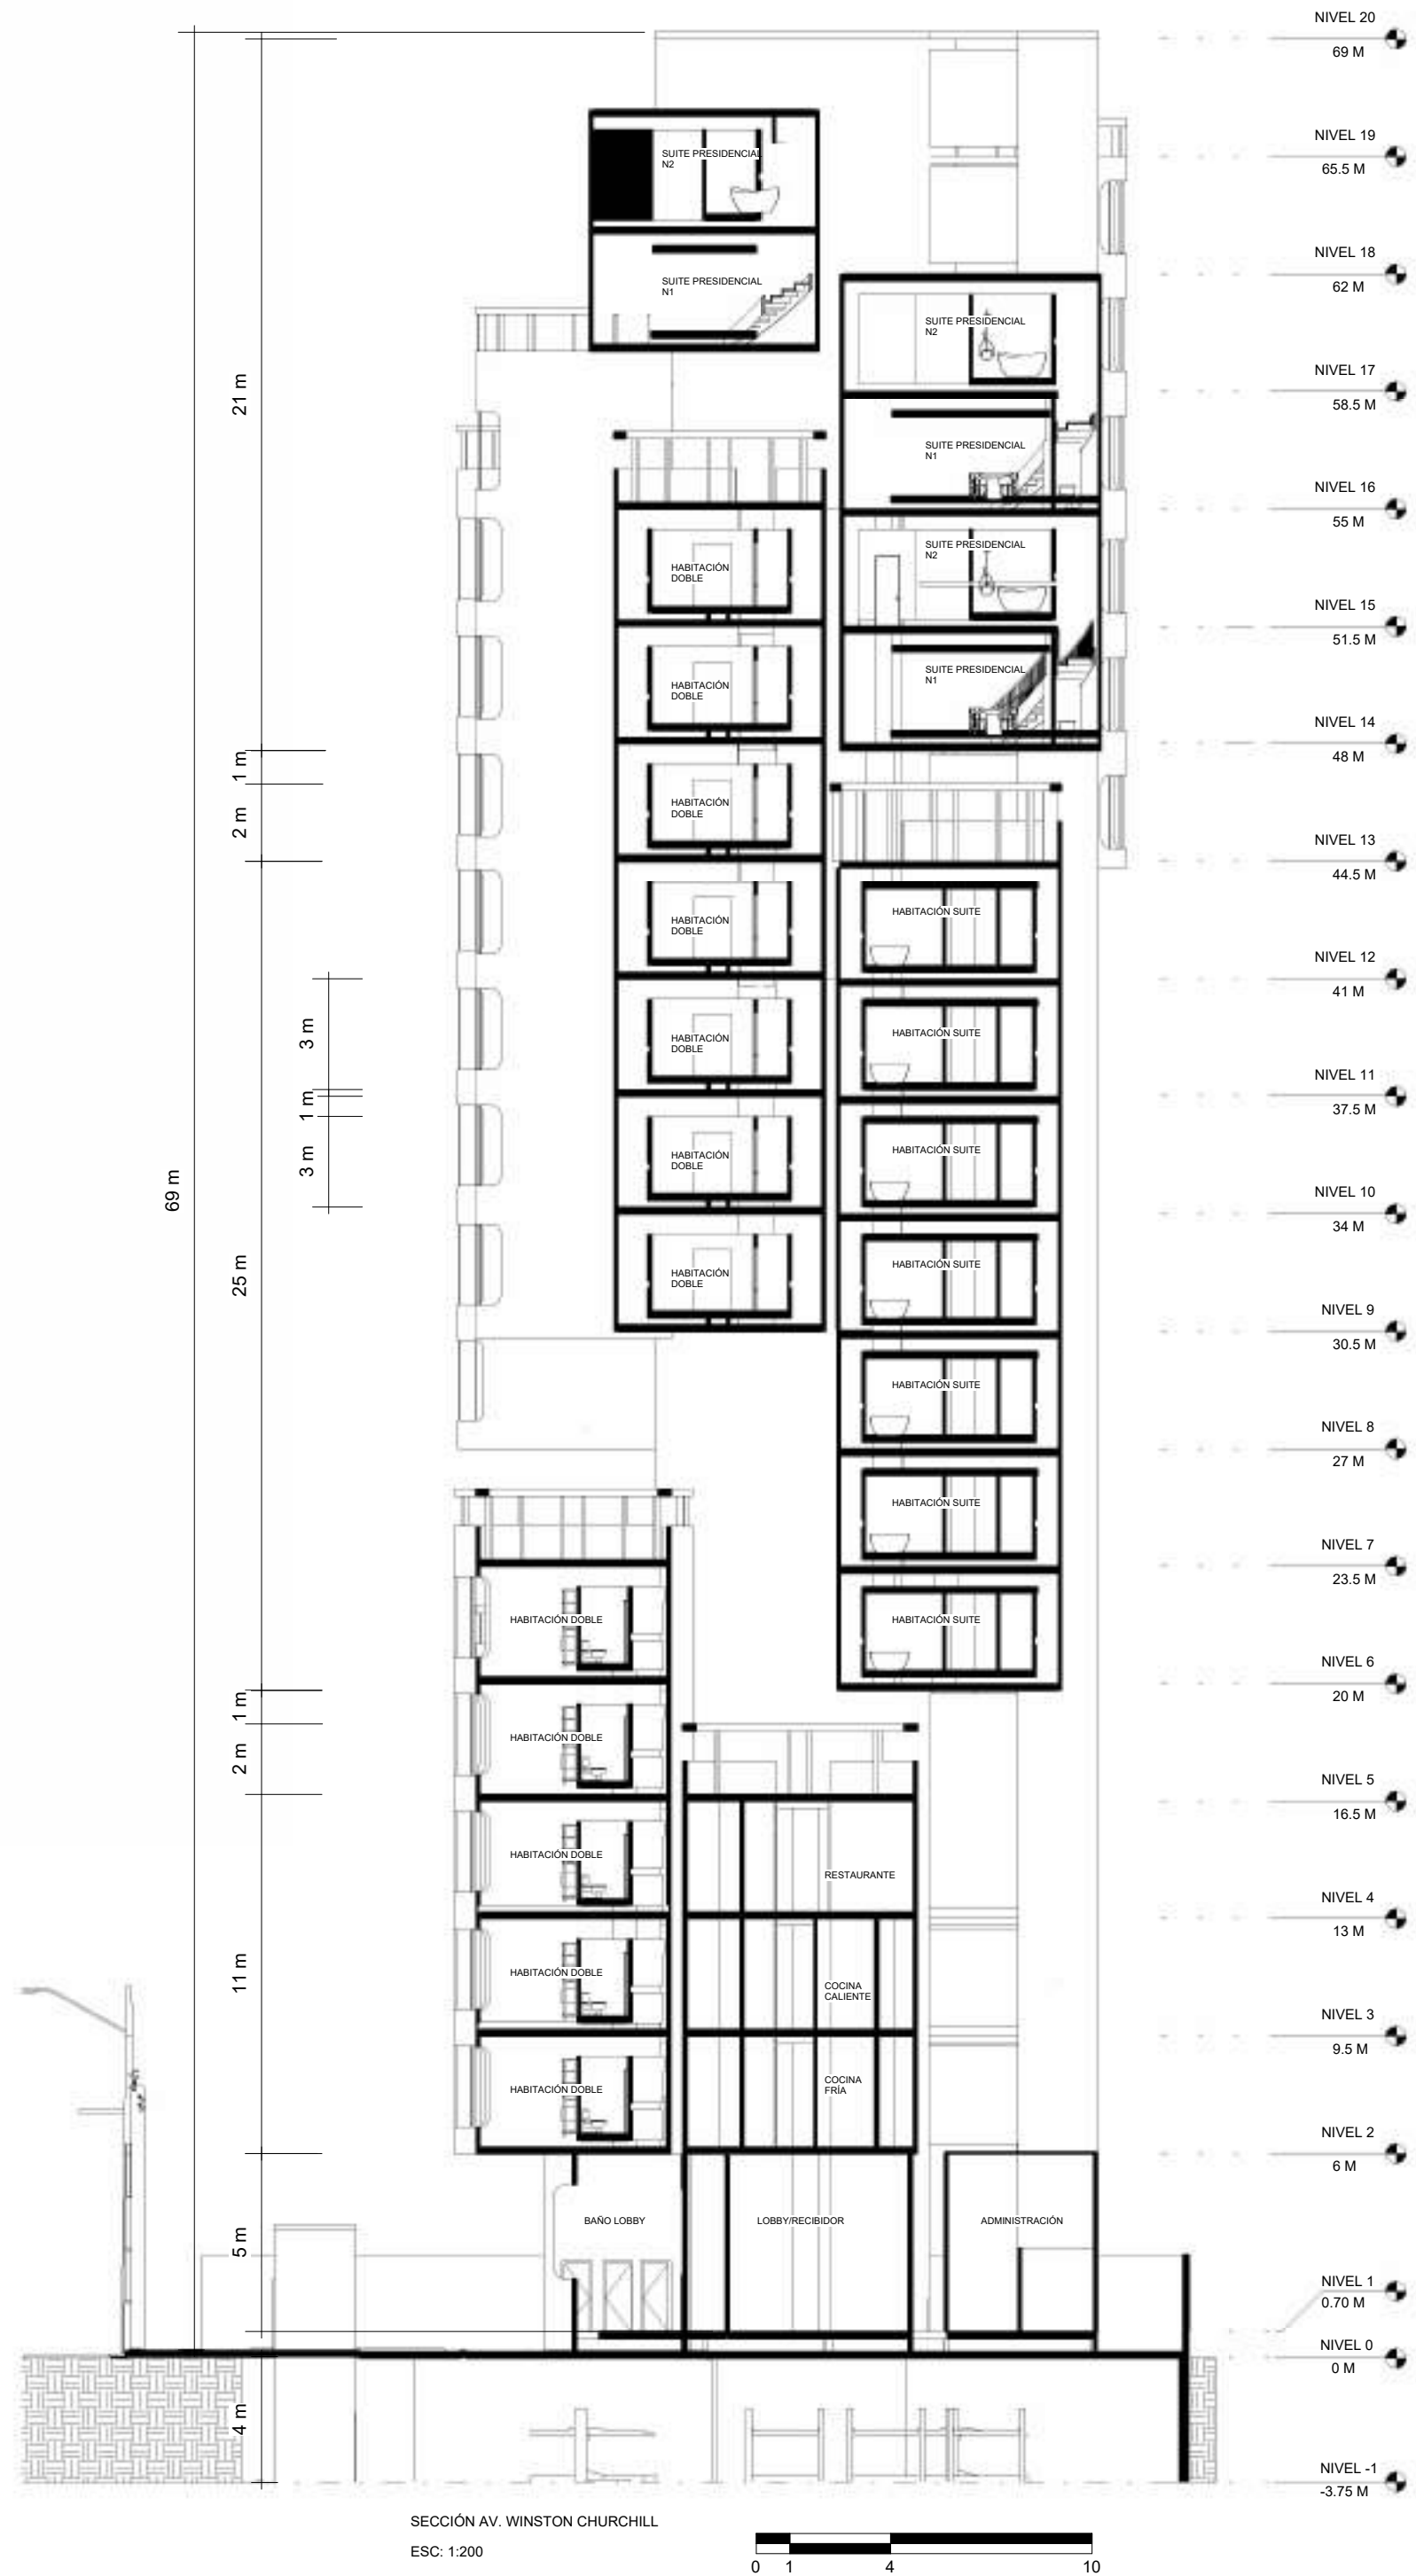 NIVEL 20
69 M
NIVEL 19
65.5 M
SUITE PRESIDENCIAL
N2
NIVEL 18
62 M
SUITE PRESIDENCIAL
N1
SUITE PRESIDENCIAL
N2
NIVEL 17
58.5 M
21 m
SUITE PRESIDENCIAL
N1
NIVEL 16
55 M
SUITE PRESIDENCIAL
N2
HABITACIÓN
DOBLE
NIVEL 15
51.5 M
SUITE PRESIDENCIAL
N1
HABITACIÓN
DOBLE
NIVEL 14
48 M
1 m
2 m
HABITACIÓN
DOBLE
NIVEL 13
44.5 M
HABITACIÓN SUITE
HABITACIÓN
DOBLE
NIVEL 12
41 M
3 m
HABITACIÓN SUITE
HABITACIÓN
DOBLE
NIVEL 11
37.5 M
1 m
3 m
HABITACIÓN SUITE
HABITACIÓN
DOBLE
69 m
NIVEL 10
34 M
25 m
HABITACIÓN SUITE
HABITACIÓN
DOBLE
NIVEL 9
30.5 M
HABITACIÓN SUITE
NIVEL 8
27 M
HABITACIÓN SUITE
NIVEL 7
23.5 M
HABITACIÓN DOBLE
HABITACIÓN SUITE
NIVEL 6
20 M
1 m
2 m
HABITACIÓN DOBLE
NIVEL 5
16.5 M
HABITACIÓN DOBLE
RESTAURANTE
NIVEL 4
13 M
11 m
HABITACIÓN DOBLE
COCINA
CALIENTE
NIVEL 3
9.5 M
HABITACIÓN DOBLE
COCINA
FRÍA
NIVEL 2
6 M
5 m
BAÑO LOBBY
LOBBY/RECIBIDOR
ADMINISTRACIÓN
NIVEL 1
0.70 M
NIVEL 0
0 M
4 m
NIVEL -1
-3.75 M
SECCIÓN AV. WINSTON CHURCHILL
ESC: 1:200
0 1 4 10